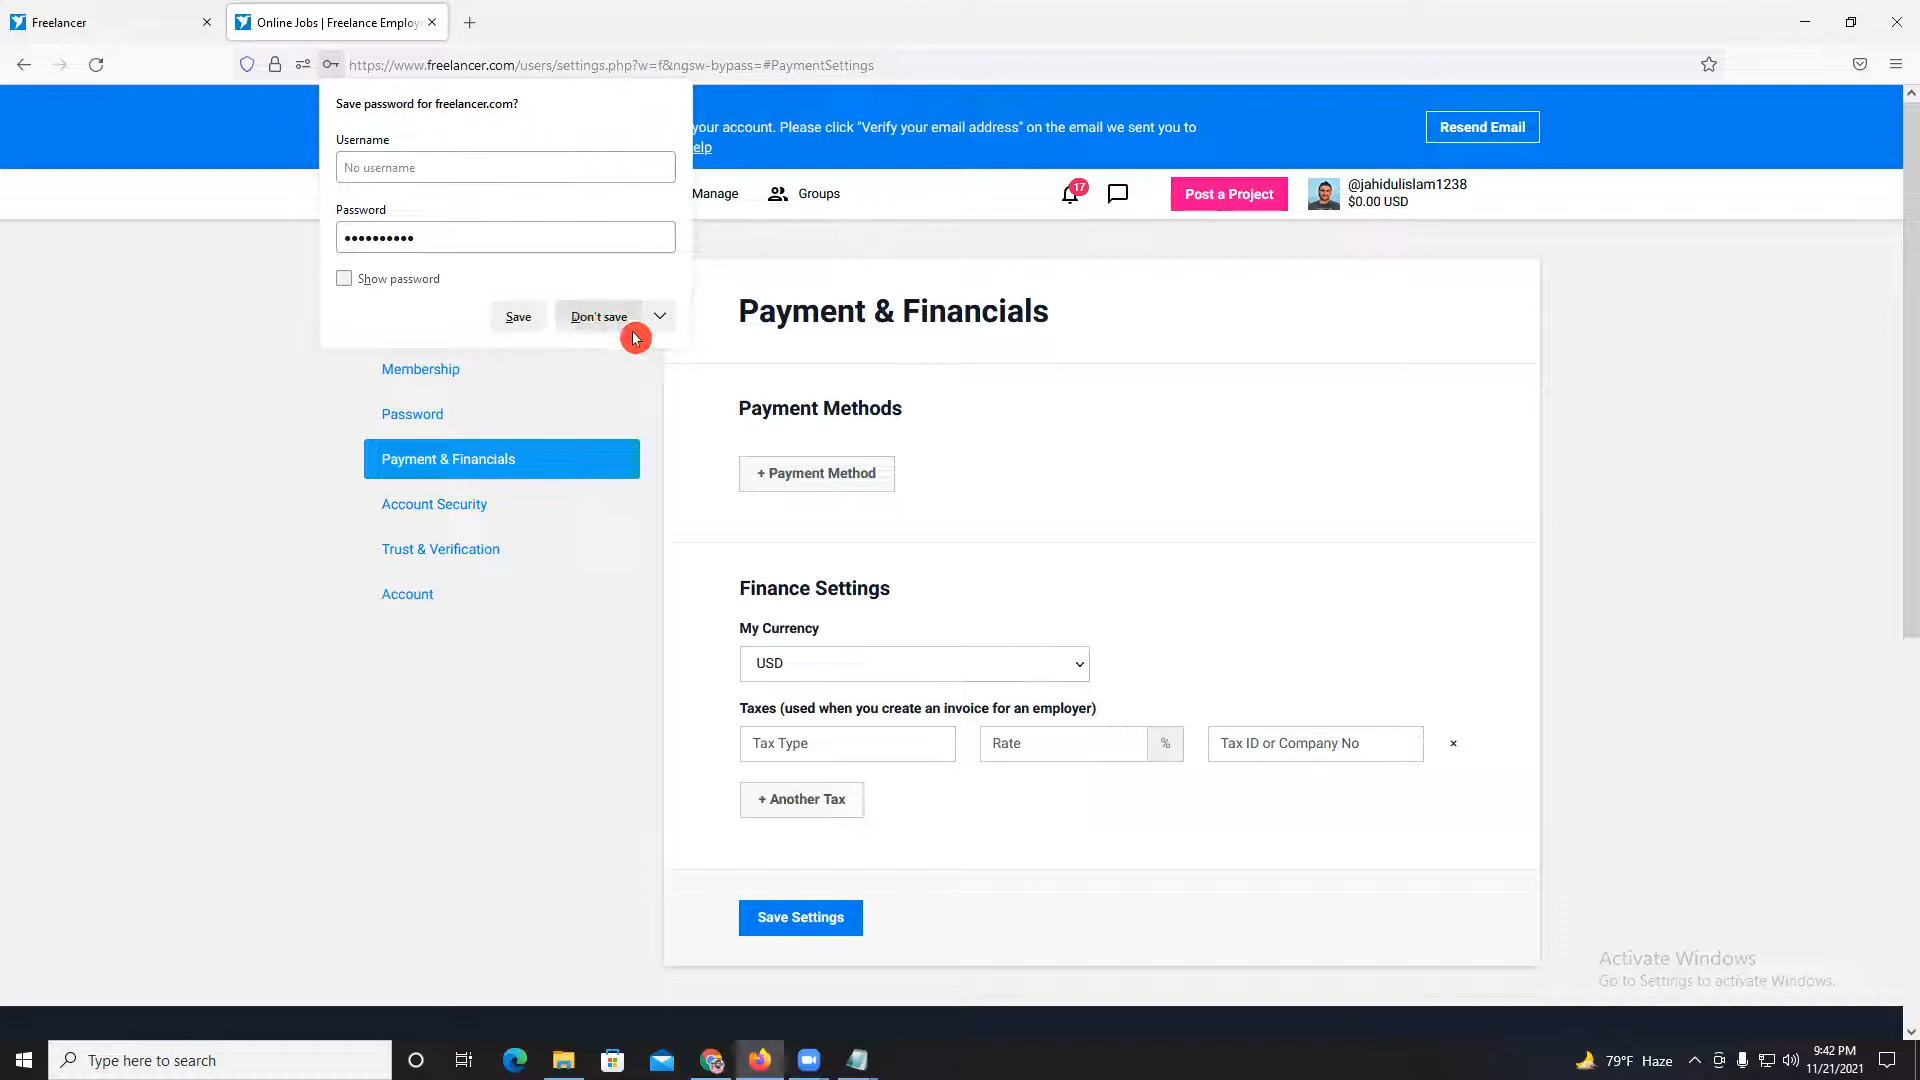 Freelancer
Online Jobs | Freelance Employ
https://www.freelancer.com/users/settings.php?w=f&ngsw-bypass=#PaymentSettings
Save password for freelancer.com?
Username
No username
Password
Show password
Save
Don't save
your account. Please click "Verify your email address" on the email we sent you to
elp
Resend Email
Manage
Groups
17
Post a Project
@jahidulislam1238
$0.00 USD
Membership
Password
Payment & Financials
Account Security
Trust & Verification
Account
Payment & Financials
Payment Methods
+ Payment Method
Finance Settings
My Currency
USD
Taxes (used when you create an invoice for an employer)
Tax Type
Rate
%
Tax ID or Company No
×
+ Another Tax
Save Settings
Activate Windows
Go to Settings to activate Windows.
Type here to search
79°F Haze
9:42 PM
11/21/2021